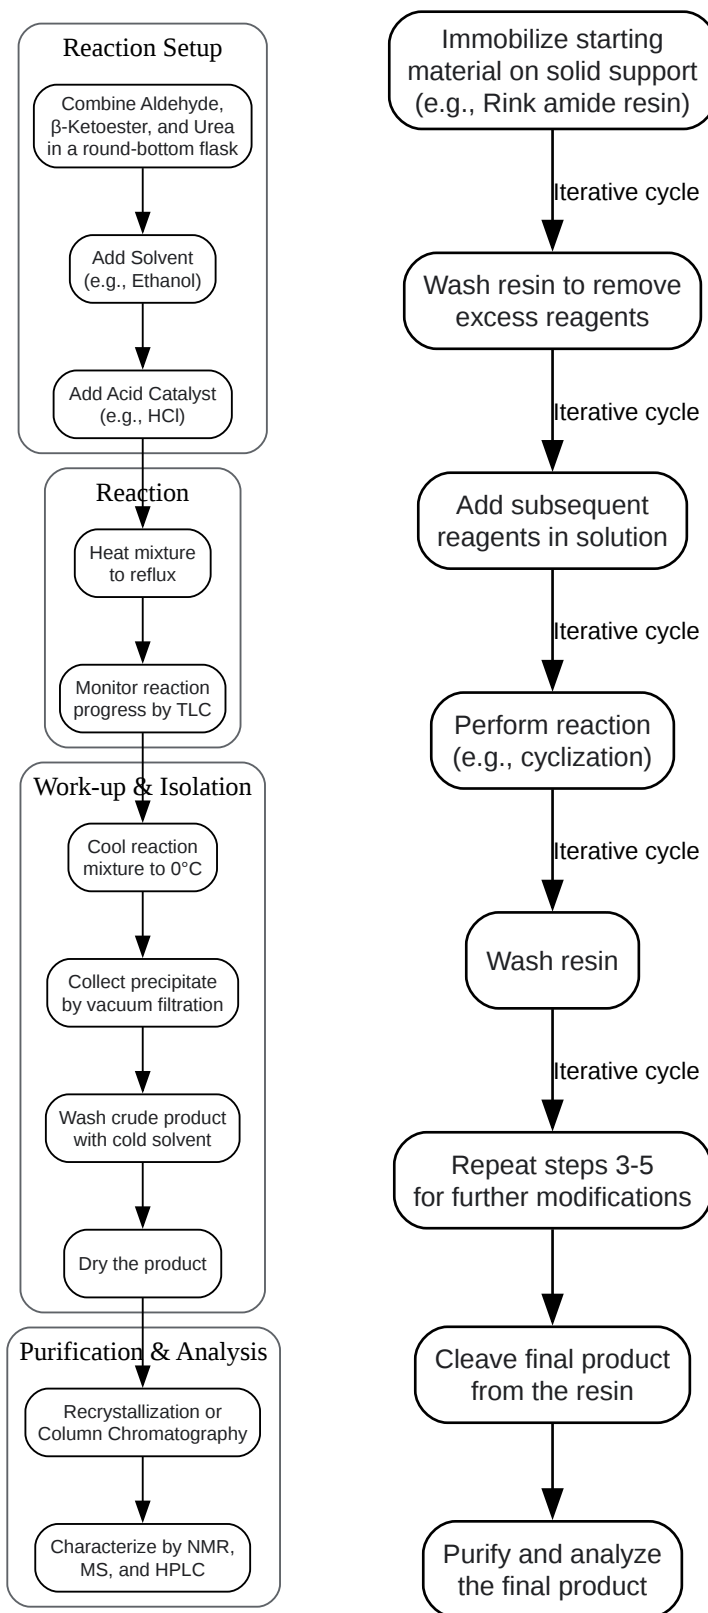 Reaction Setup
Combine Aldehyde,
β-Ketoester, and Urea
in a round-bottom flask
Add Solvent
(e.g., Ethanol)
Add Acid Catalyst
(e.g., HCl)
Reaction
Heat mixture
to reflux
Monitor reaction
progress by TLC
Work-up & Isolation
Cool reaction
mixture to 0°C
Collect precipitate
by vacuum filtration
Wash crude product
with cold solvent
Dry the product
Purification & Analysis
Recrystallization or
Column Chromatography
Characterize by NMR,
MS, and HPLC
Immobilize starting
material on solid support
(e.g., Rink amide resin)
Iterative cycle
Wash resin to remove
excess reagents
Iterative cycle
Add subsequent
reagents in solution
Iterative cycle
Perform reaction
(e.g., cyclization)
Iterative cycle
Wash resin
Iterative cycle
Repeat steps 3-5
for further modifications
Cleave final product
from the resin
Purify and analyze
the final product